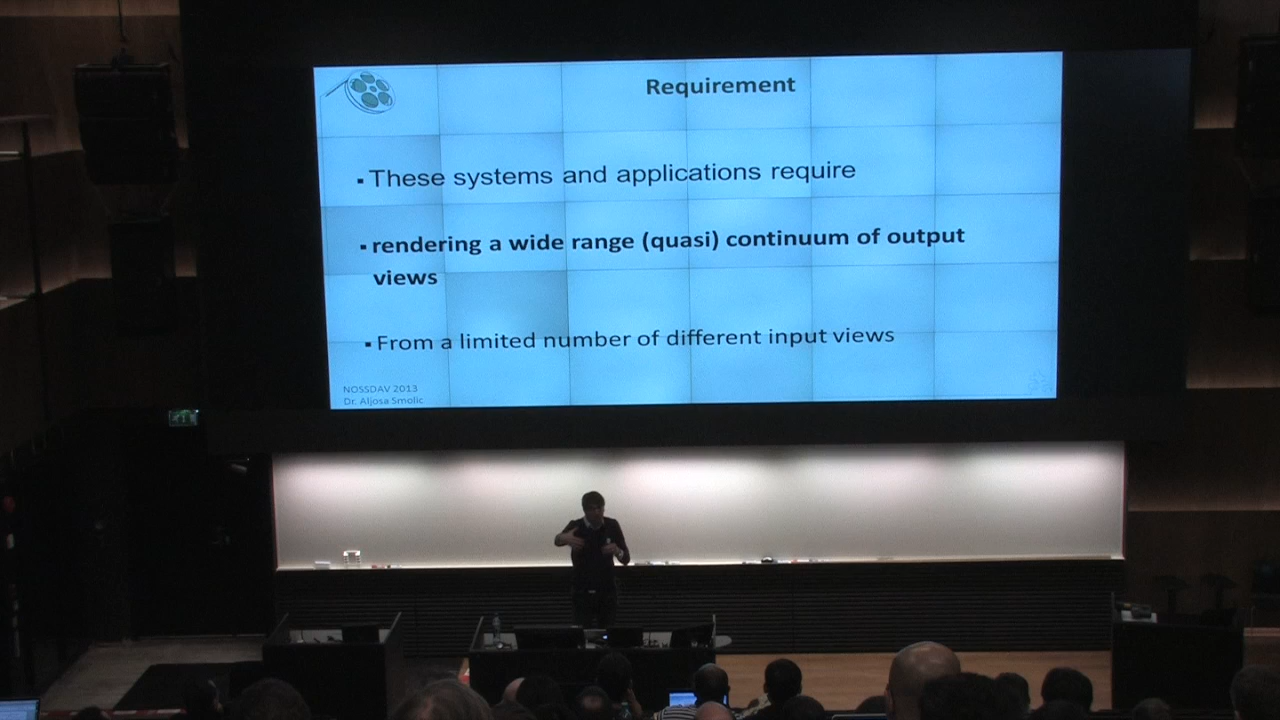 Requirement
▪ These systems and applications require
▪ rendering a wide range (quasi) continuum of output
views
▪ From a limited number of different input views
NOSSDAV 2013
Dr. Aljosa Smolic